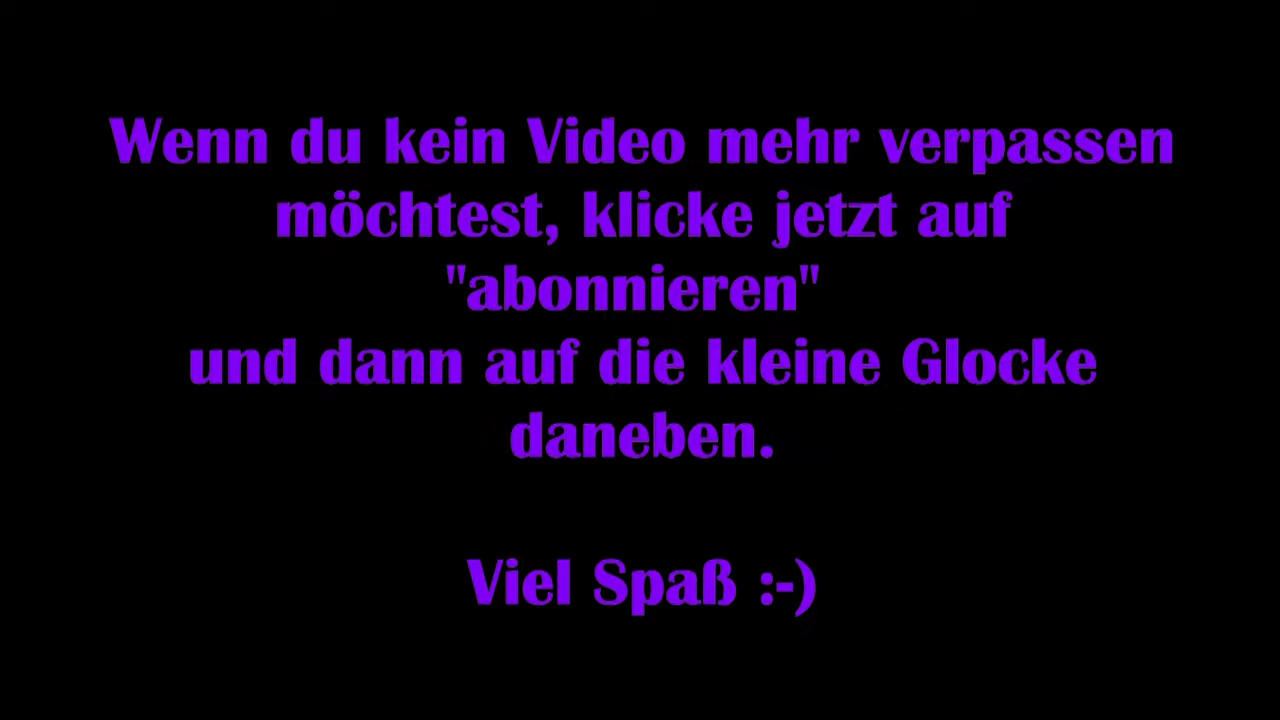 Wenn du kein Video mehr verpassen
möchtest, klicke jetzt auf
"abonnieren"
und dann auf die kleine Glocke
daneben.
Viel Spaß :-)